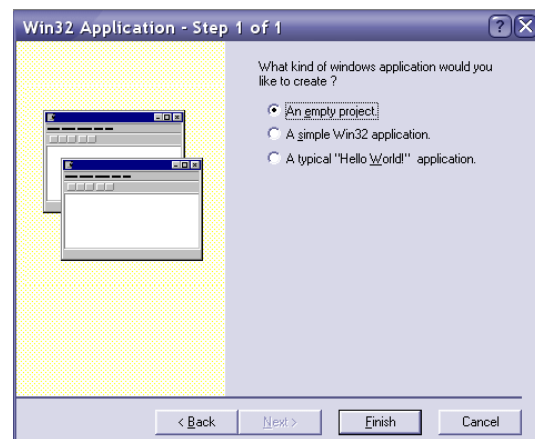 Win32 Application - Step 1 of 1
What kind of windows application would you
like to create ?
An empty project.
A simple Win32 application.
A typical "Hello World!" application.
< Back
Next >
Finish
Cancel